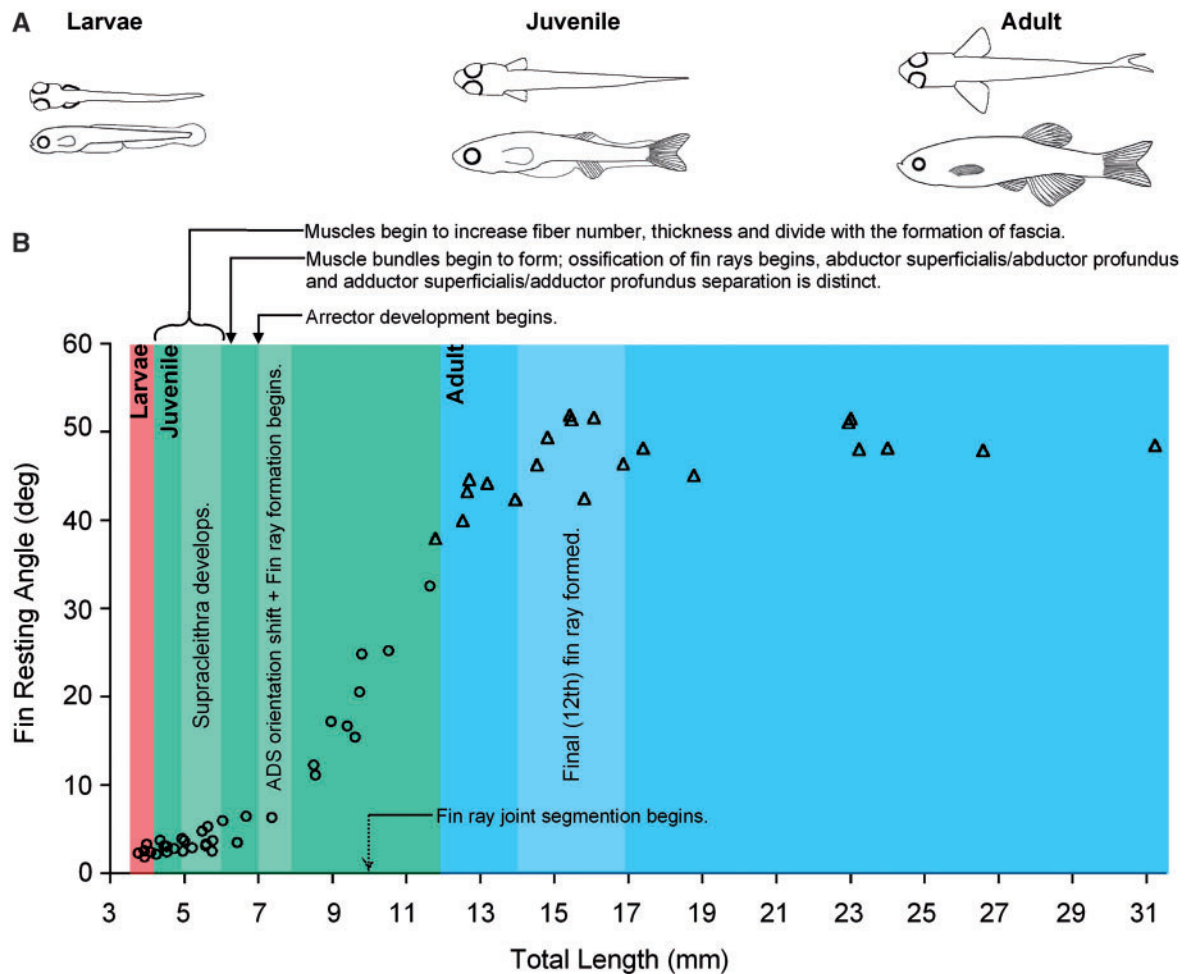 A
Larvae
Juvenile
Adult
B
Muscles begin to increase fiber number, thickness and divide with the formation of fascia.
Muscle bundles begin to form; ossification of fin rays begins, abductor superficialis/abductor profundus
and adductor superficialis/adductor profundus separation is distinct.
Arrector development begins.
60
50
40
30
20
10
0
Fin Resting Angle (deg)
Larvae
Juvenile
Supracleithra develops.
ADS orientation shift + Fin ray formation begins.
Adult
Final (12th) fin ray formed.
Fin ray joint segmention begins.
3 5 7 9 11 13 15 17 19 21 23 25 27 29 31
Total Length (mm)